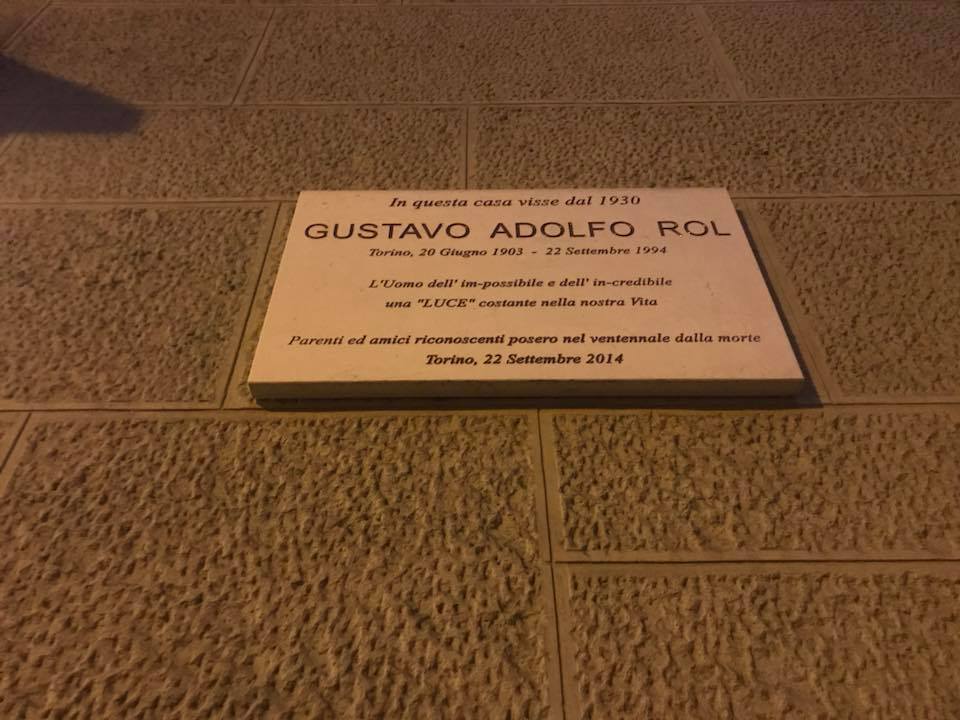 In questa casa visse dal 1930
GUSTAVO ADOLFO ROL
Torino, 20 Giugno 1903 - 22 Settembre 1994
L'Uomo dell' im-possibile e dell' in-credibile
una "LUCE" costante nella nostra Vita
Parenti ed amici riconoscenti posero nel ventennale dalla morte
Torino, 22 Settembre 2014